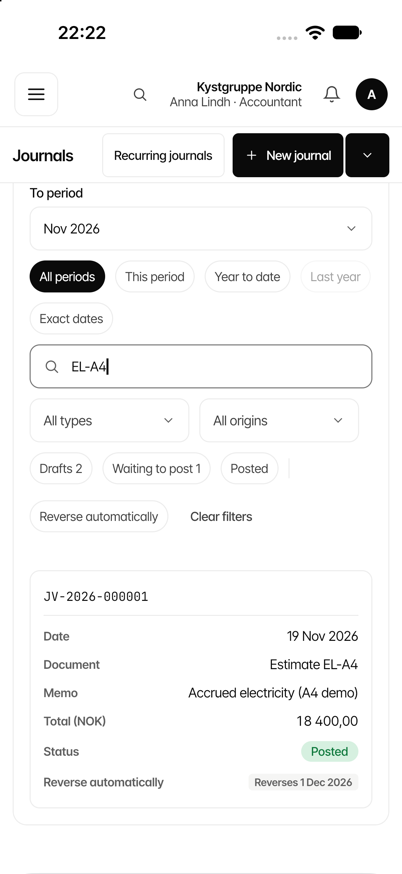 22:22
Kystgruppe Nordic
Anna Lindh · Accountant
A
Journals
Recurring journals
+ New journal
To period
Nov 2026
All periods
This period
Year to date
Last year
Exact dates
EL-A4
All types
All origins
Drafts 2
Waiting to post 1
Posted
Reverse automatically
Clear filters
JV-2026-000001
Date
19 Nov 2026
Document
Estimate EL-A4
Memo
Accrued electricity (A4 demo)
Total (NOK)
18 400,00
Status
Posted
Reverse automatically
Reverses 1 Dec 2026